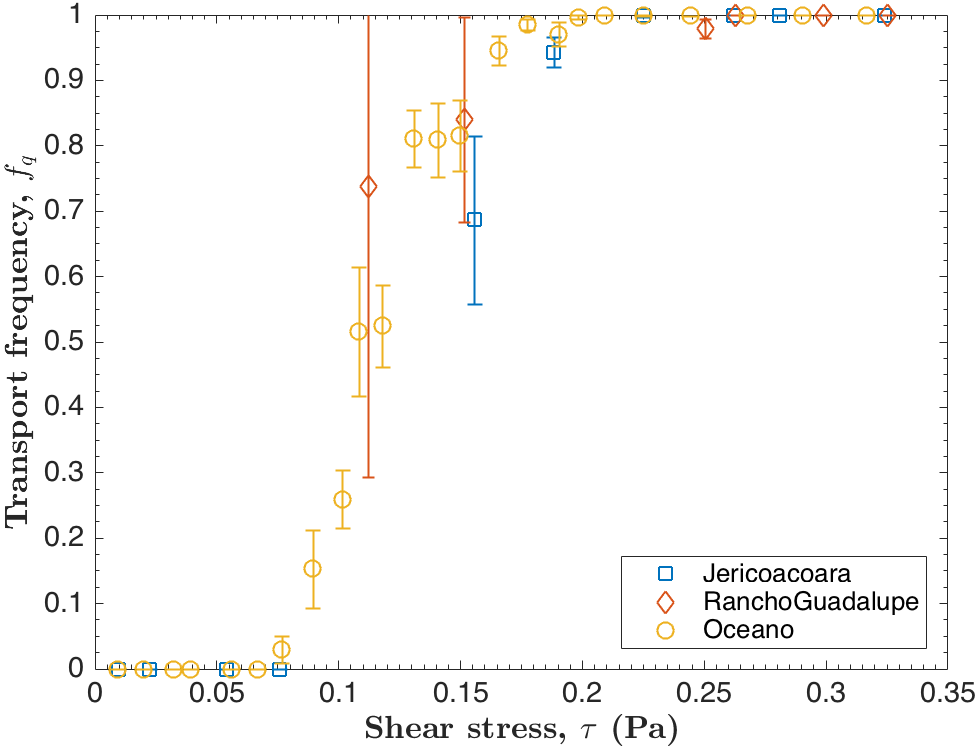 Transport frequency, f_q
1
0.9
0.8
0.7
0.6
0.5
0.4
0.3
0.2
0.1
0
0 0.05 0.1 0.15 0.2 0.25 0.3 0.35
Shear stress, τ (Pa)
Jericoacoara
RanchoGuadalupe
Oceano